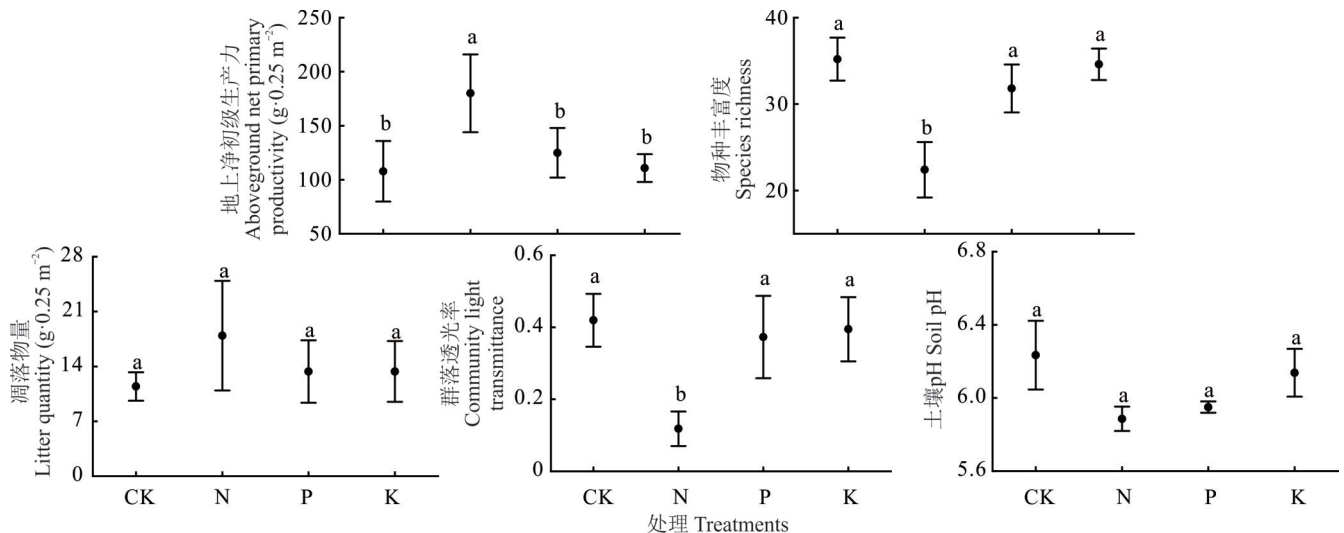 地上净初级生产力
Aboveground net primary
productivity (g·0.25 m⁻²)
250
200
150
100
50
b
a
b
b
物种丰富度
Species richness
40
30
20
a
b
a
a
凋落物量
Litter quantity (g·0.25 m⁻²)
28
21
14
7
0
a
a
a
a
CK
N
P
K
群落透光率
Community light
transmittance
0.6
0.4
0.2
0
a
b
a
a
CK
N
P
K
土壤pH Soil pH
6.8
6.4
6.0
5.6
a
a
a
a
CK
N
P
K
处理 Treatments